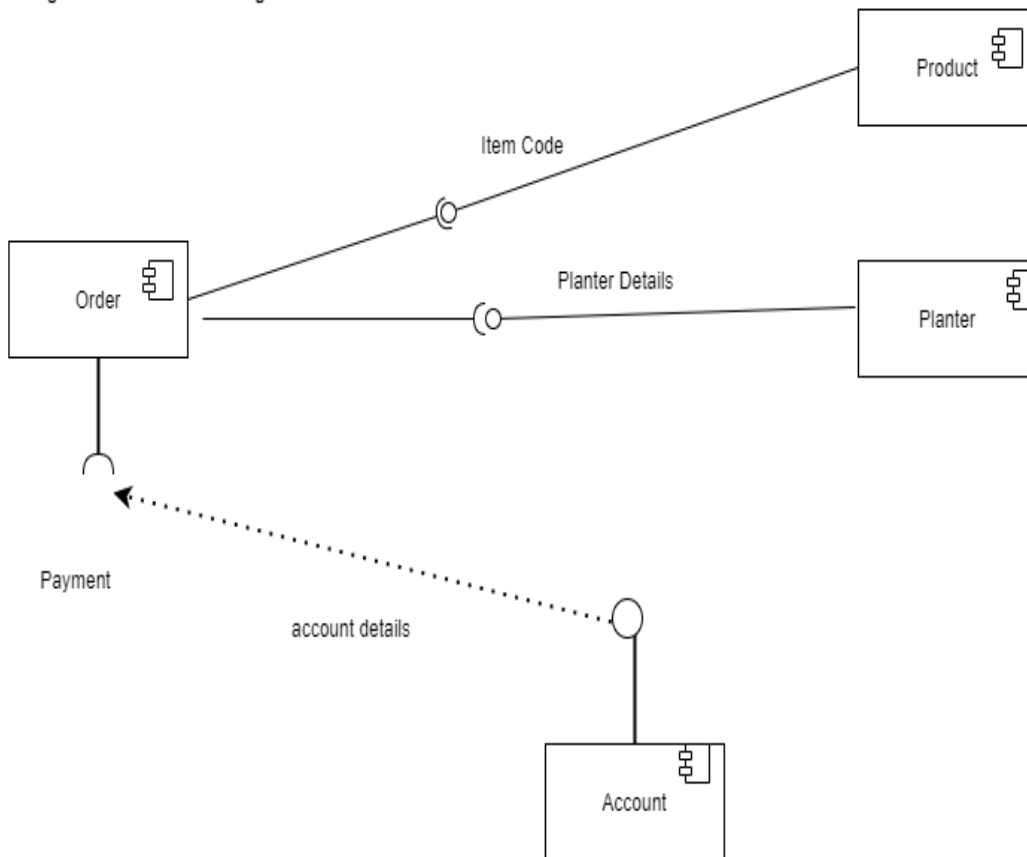 Product
Item Code
Order
Planter Details
Planter
Payment
account details
Account